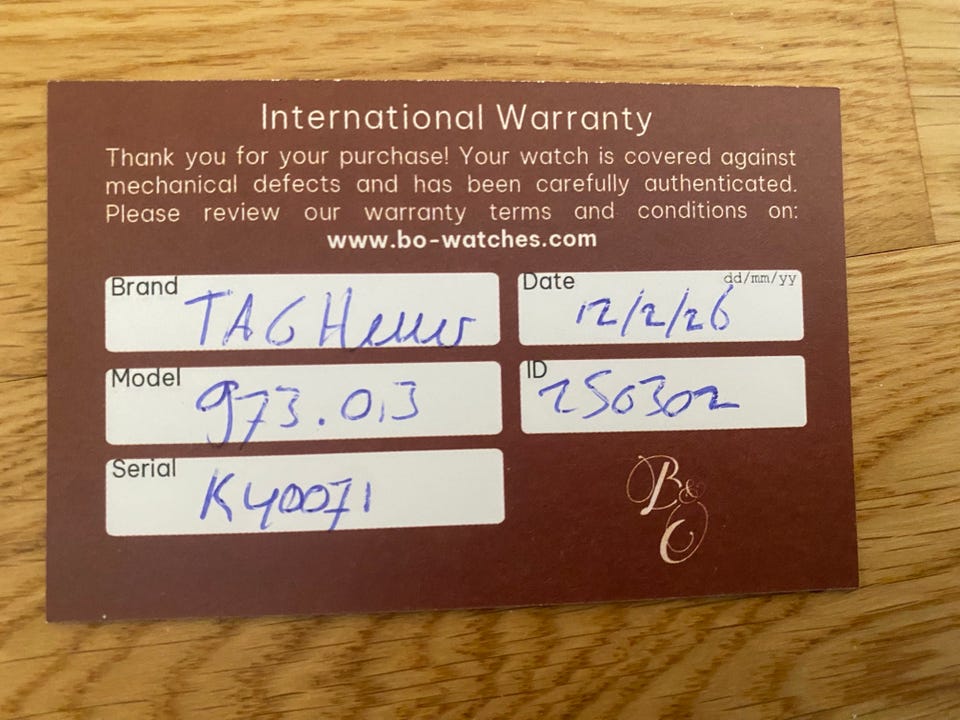 International Warranty
Thank you for your purchase! Your watch is covered against
mechanical defects and has been carefully authenticated.
Please review our warranty terms and conditions on:
www.bo-watches.com
Brand
TAG Heuer
Date dd/mm/yy
12/2/26
Model
973.013
ID
250302
Serial
K40071
B&O